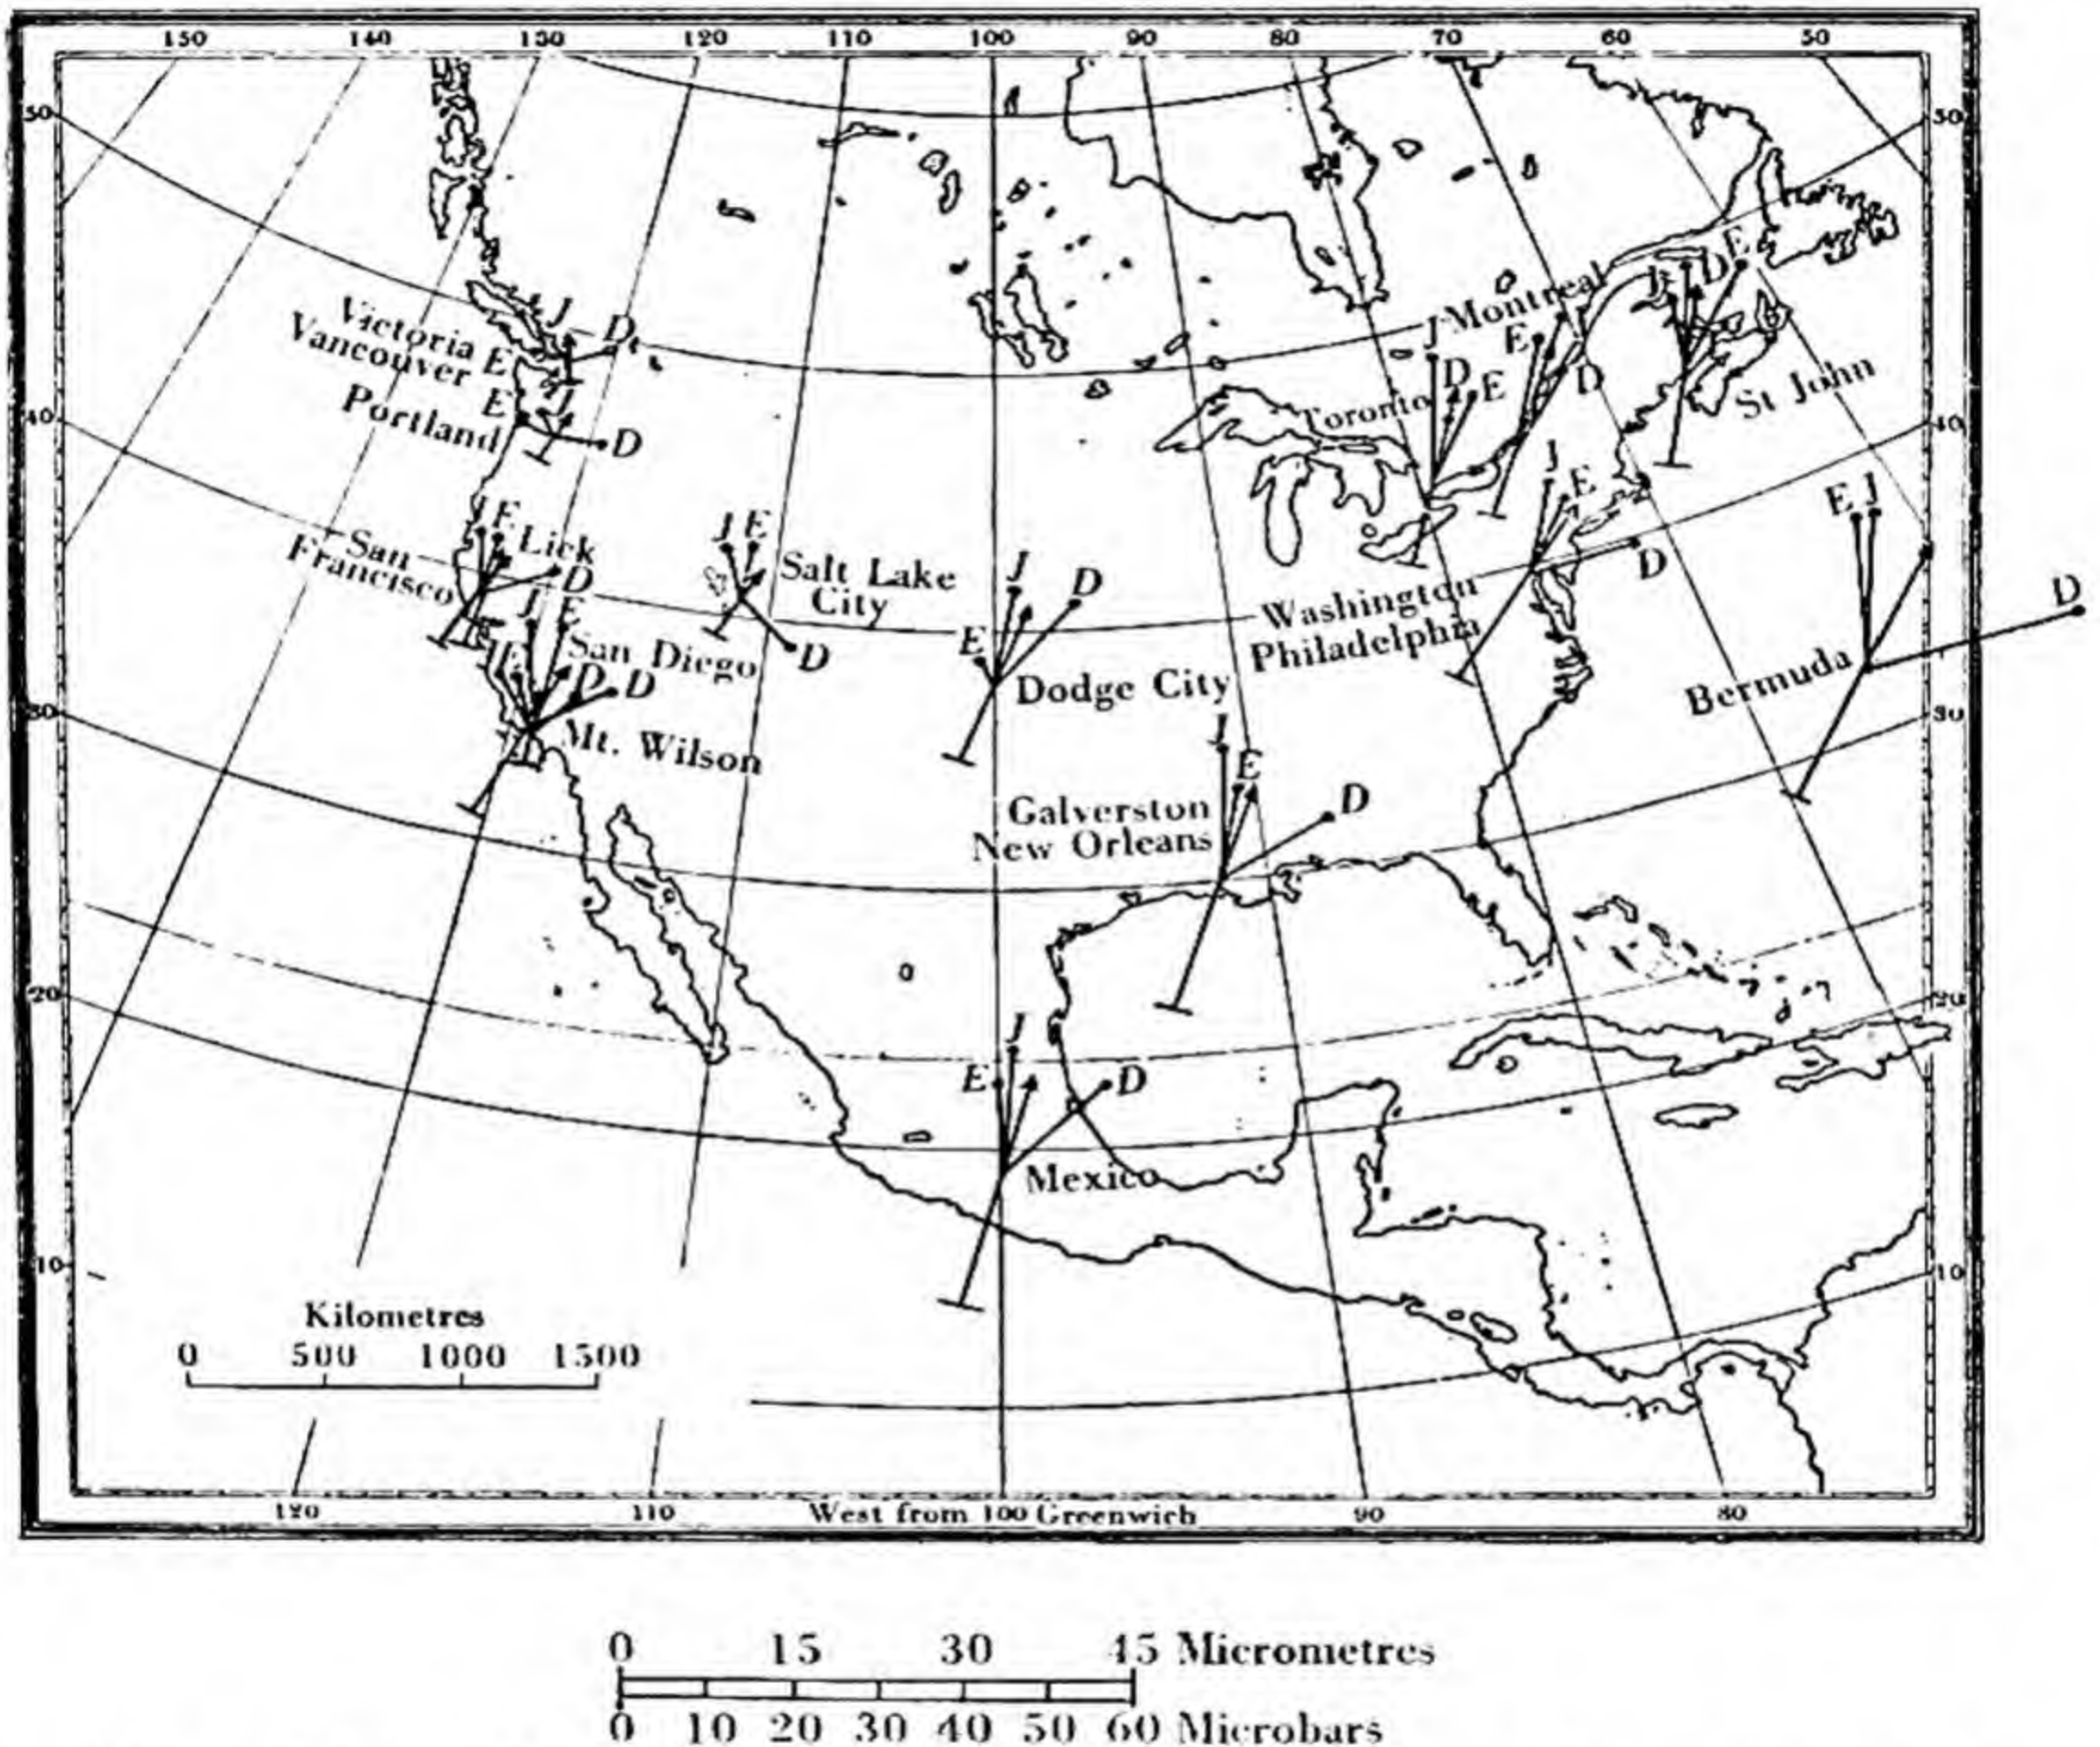 150 140 130 120 110 100 90 80 70 60 50
50 50
40 40
30 30
20 20
10 10
Victoria
Vancouver
E J D
Portland
E J D
San
Francisco
J E D
Lick
J E D
San Diego
J E D
Mt. Wilson
J E
Salt Lake
City
D
J D
E
Dodge City
Toronto
J D E
Montreal
E D
J D E
St John
J E
D
Washington
Philadelphia
E J
D
Bermuda
J
E
D
Galverston
New Orleans
J
E D
Mexico
Kilometres
0 500 1000 1500
120 110 West from 100 Greenwich 90 80
0 15 30 45 Micrometres
0 10 20 30 40 50 60 Microbars